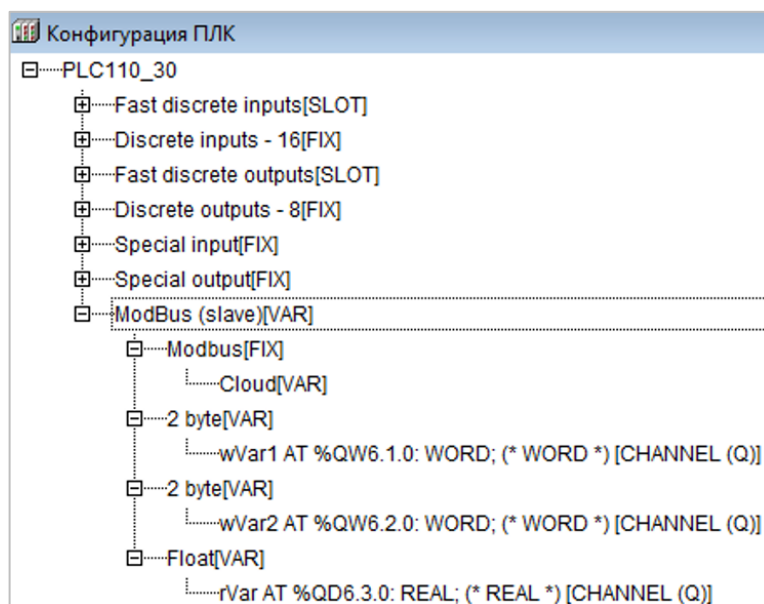 Конфигурация ПЛК
PLC110_30
Fast discrete inputs[SLOT]
Discrete inputs - 16[FIX]
Fast discrete outputs[SLOT]
Discrete outputs - 8[FIX]
Special input[FIX]
Special output[FIX]
ModBus (slave)[VAR]
Modbus[FIX]
Cloud[VAR]
2 byte[VAR]
wVar1 AT %QW6.1.0: WORD; (* WORD *) [CHANNEL (Q)]
2 byte[VAR]
wVar2 AT %QW6.2.0: WORD; (* WORD *) [CHANNEL (Q)]
Float[VAR]
rVar AT %QD6.3.0: REAL; (* REAL *) [CHANNEL (Q)]